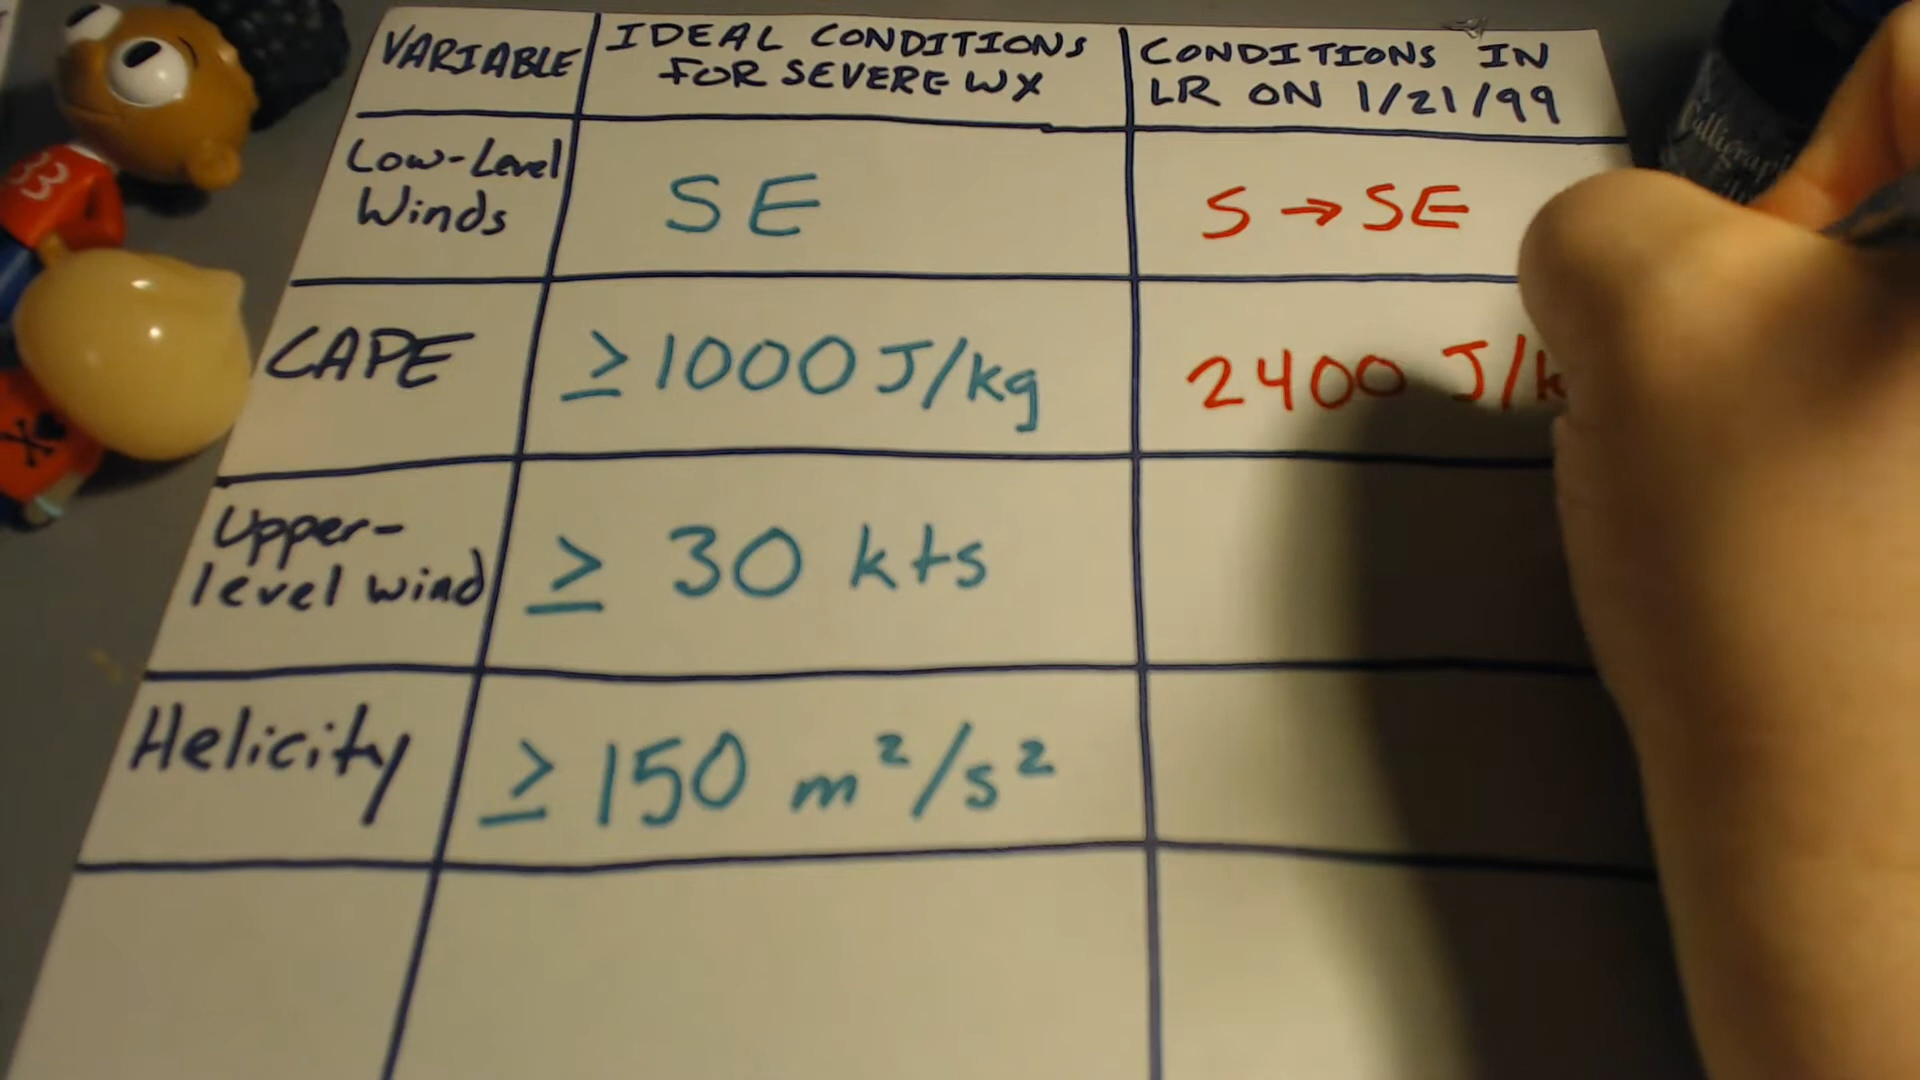 VARIABLE
IDEAL CONDITIONS
FOR SEVERE WX
CONDITIONS IN
LR ON 1/21/99
Low-Level
Winds
SE
S → SE
CAPE
≥ 1000 J/kg
2400 J/k
Upper-
level wind
≥ 30 kts
Helicity
≥ 150 m²/s²
33